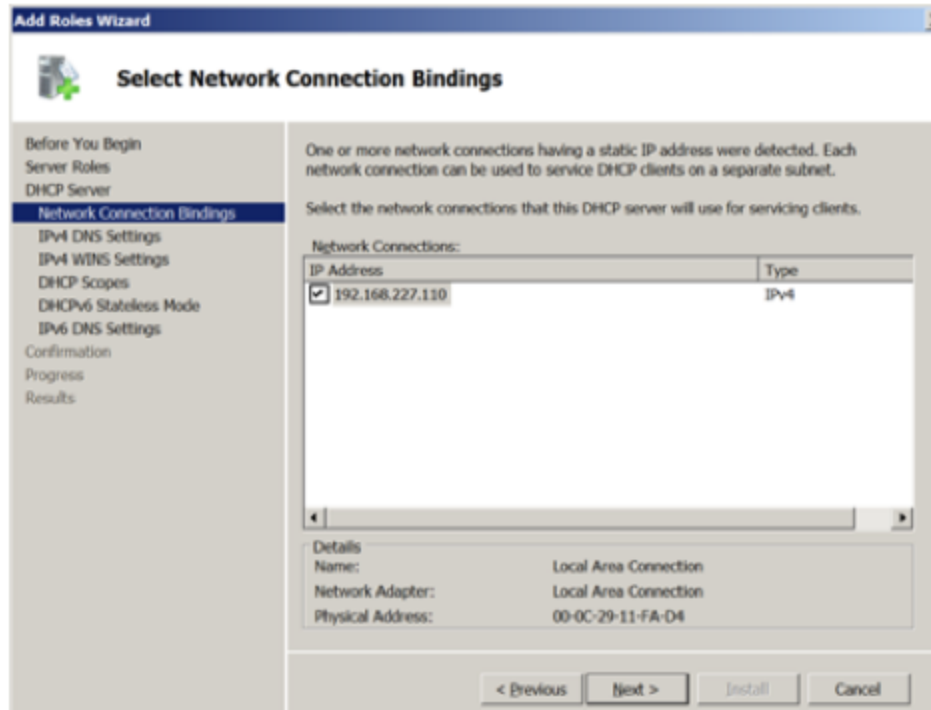 Add Roles Wizard
Select Network Connection Bindings
Before You Begin
Server Roles
DHCP Server
Network Connection Bindings
IPv4 DNS Settings
IPv4 WINS Settings
DHCP Scopes
DHCPv6 Stateless Mode
IPv6 DNS Settings
Confirmation
Progress
Results
One or more network connections having a static IP address were detected. Each
network connection can be used to service DHCP clients on a separate subnet.
Select the network connections that this DHCP server will use for servicing clients.
Network Connections:
IP Address Type
192.168.227.110 IPv4
Details
Name: Local Area Connection
Network Adapter: Local Area Connection
Physical Address: 00-0C-29-11-FA-D4
< Previous Next > Install Cancel